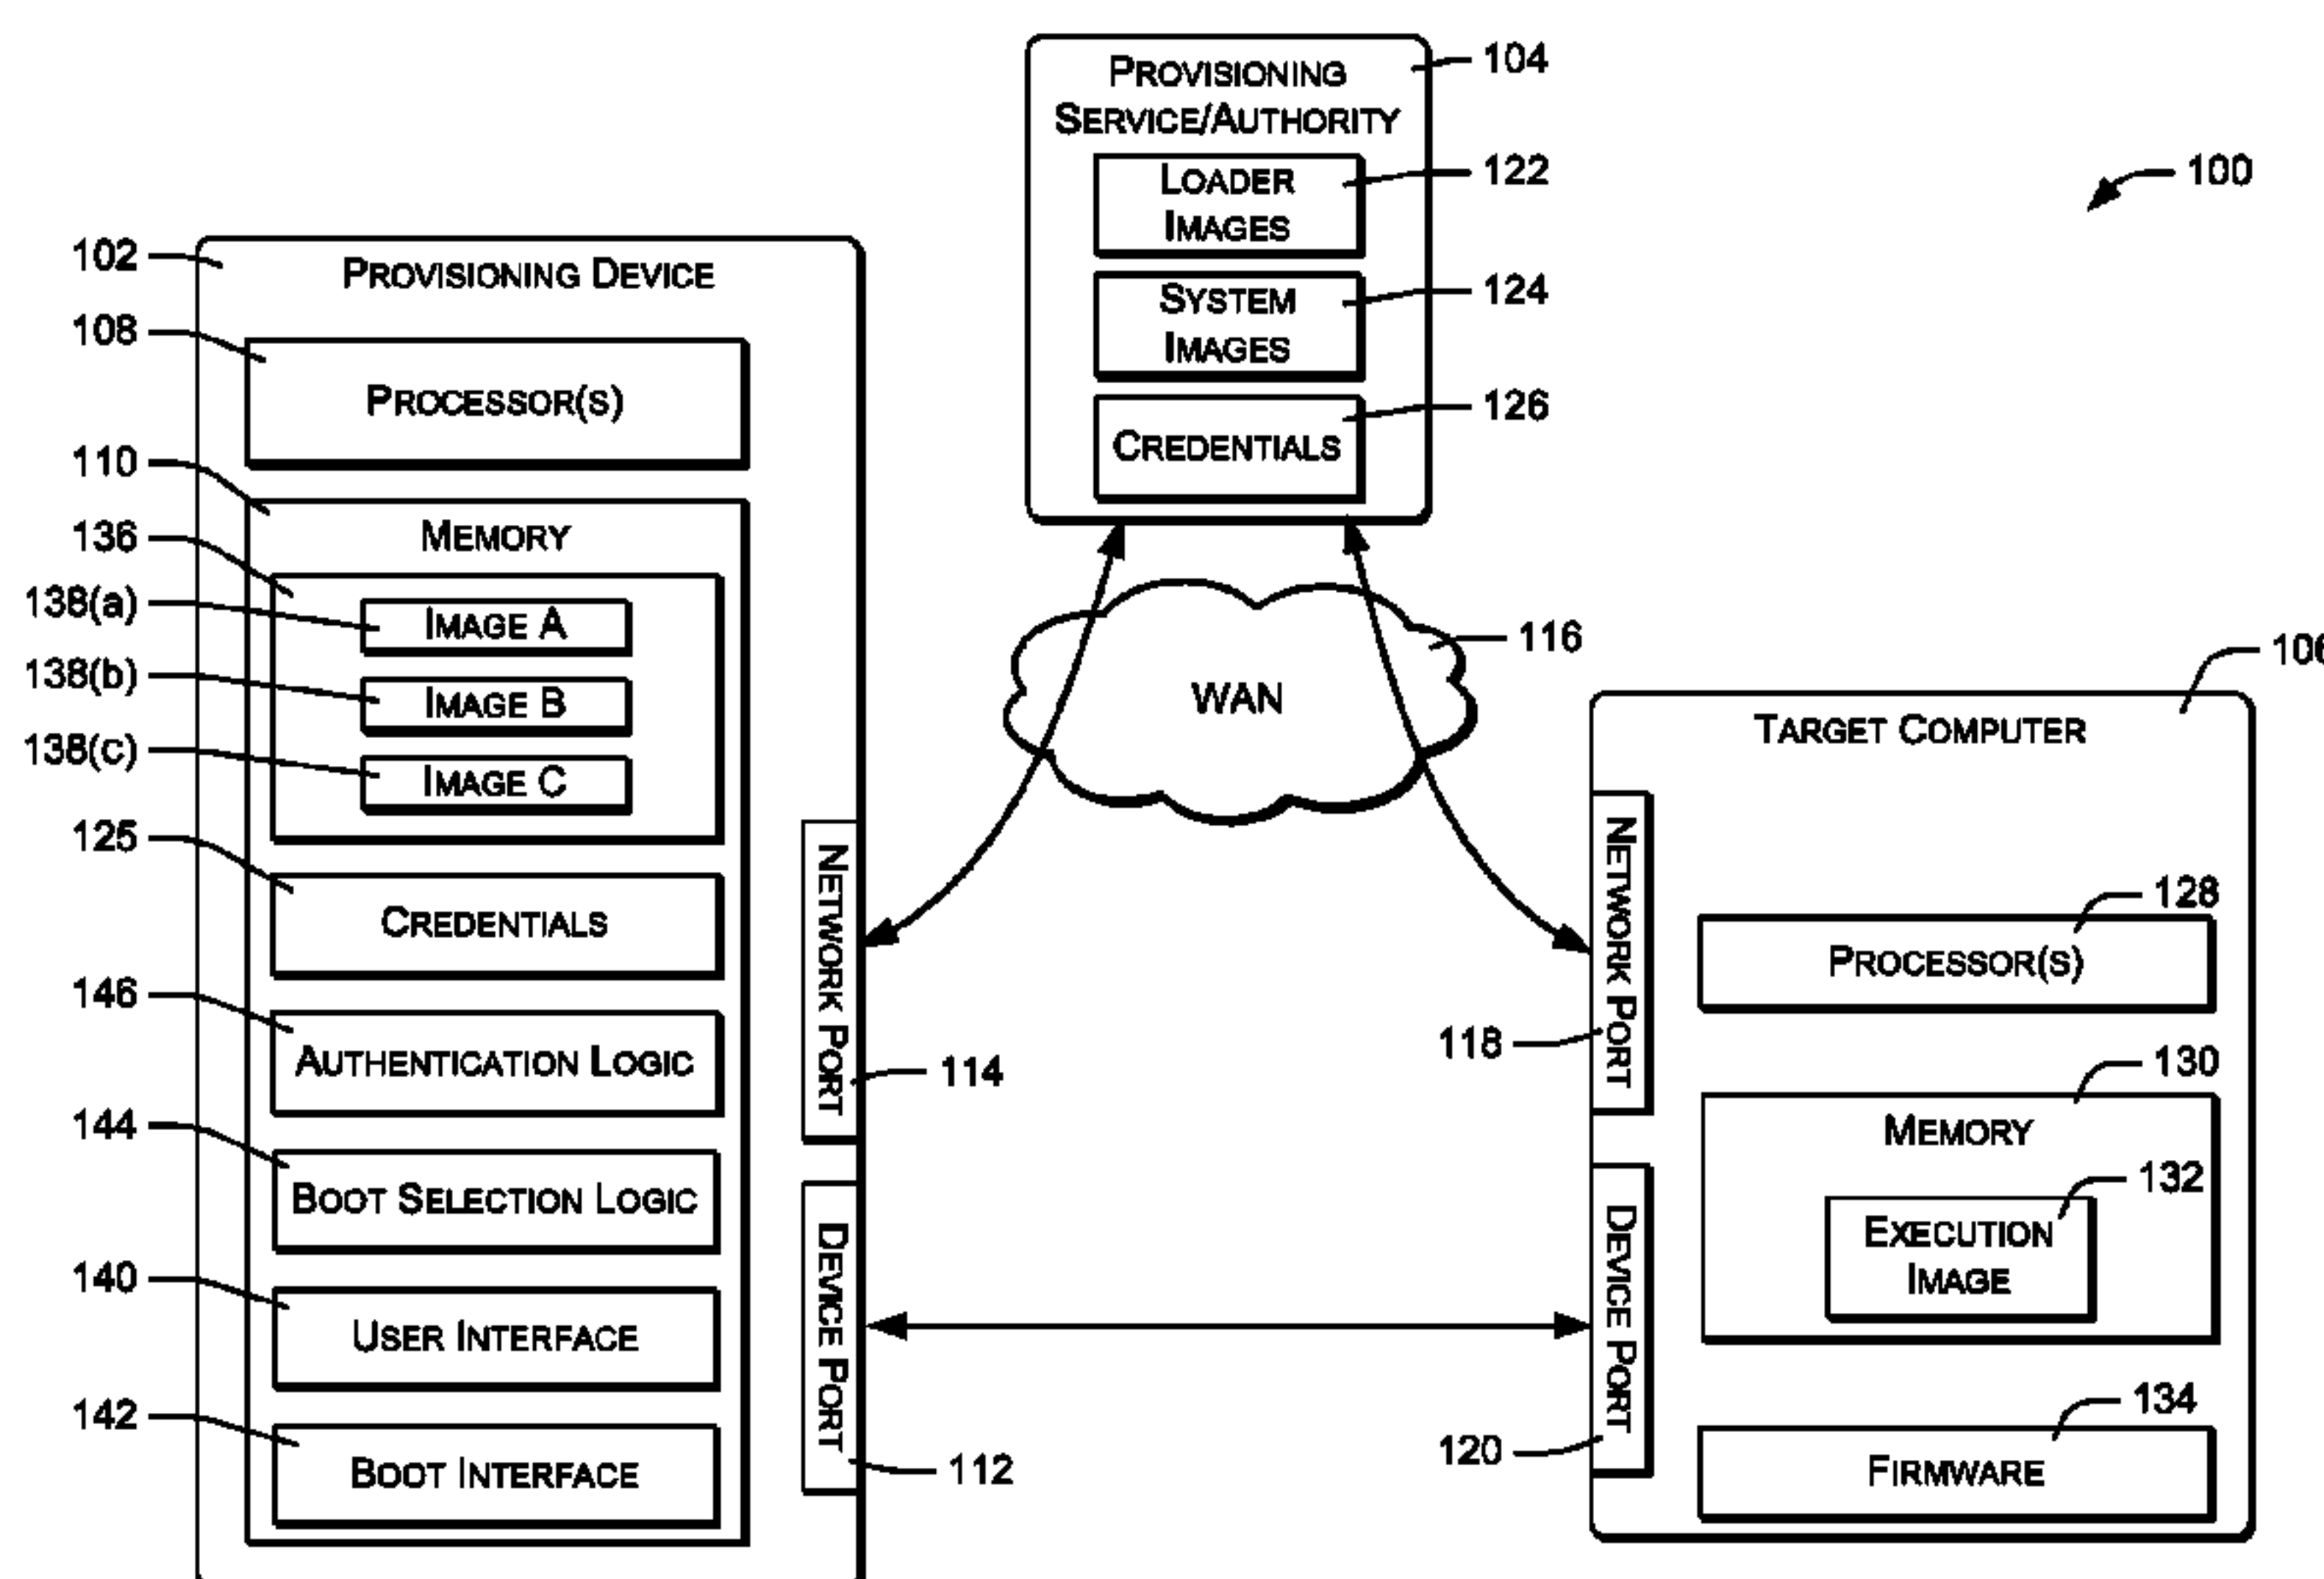 PROVISIONING
SERVICE/AUTHORITY
104
LOADER
IMAGES
122
SYSTEM
IMAGES
124
CREDENTIALS
126
100
102
PROVISIONING DEVICE
108
PROCESSOR(S)
110
MEMORY
136
138(a)
IMAGE A
138(b)
IMAGE B
138(c)
IMAGE C
125
CREDENTIALS
146
AUTHENTICATION LOGIC
144
BOOT SELECTION LOGIC
140
USER INTERFACE
142
BOOT INTERFACE
NETWORK PORT
114
DEVICE PORT
112
WAN
116
106
TARGET COMPUTER
NETWORK PORT
118
DEVICE PORT
120
128
PROCESSOR(S)
130
MEMORY
132
EXECUTION
IMAGE
134
FIRMWARE